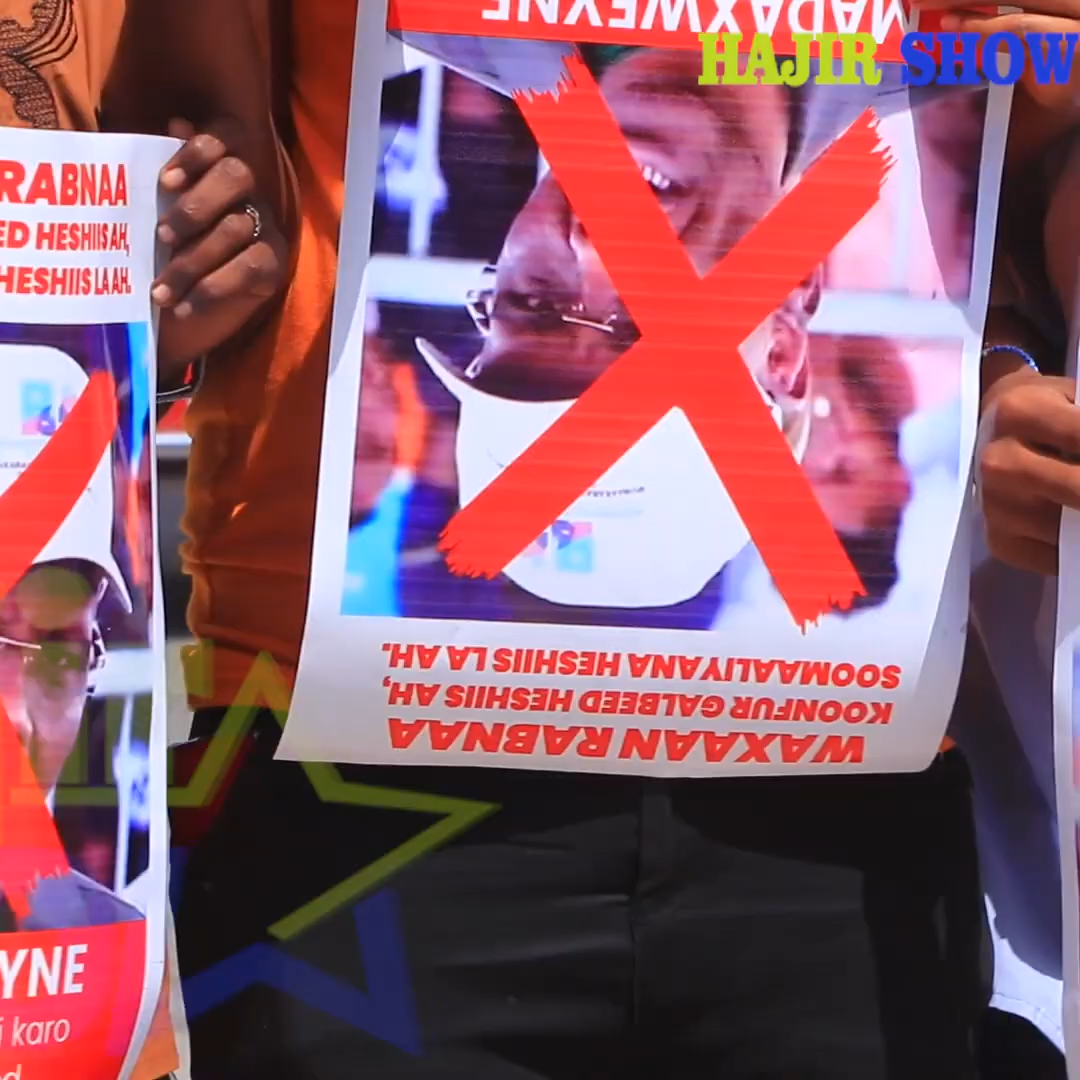 HAJIR SHOW
MADAXWEYNE
RABNAA
ED HESHIIS AH,
HESHIIS LA AH.
WAXAAN RABNAA
KOONFUR GALBEED HESHIIS AH,
SOOMAALIYANA HESHIIS LA AH.
YNE
karo